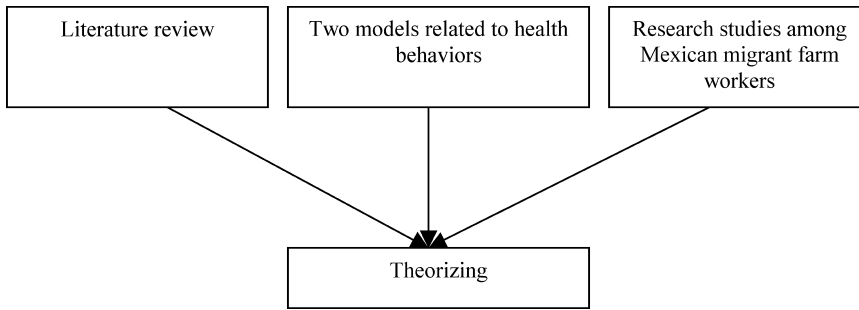 Literature review
Two models related to health
behaviors
Research studies among
Mexican migrant farm
workers
Theorizing